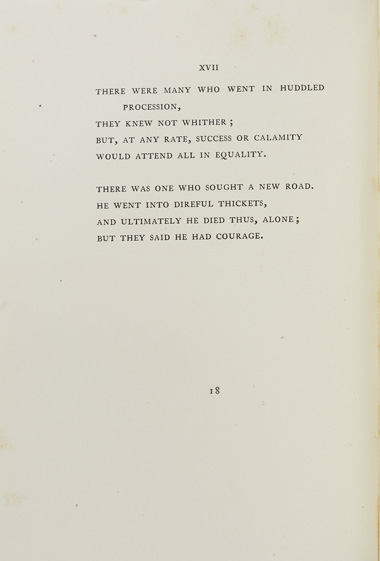 XVII
THERE WERE MANY WHO WENT IN HUDDLED
PROCESSION,
THEY KNEW NOT WHITHER ;
BUT, AT ANY RATE, SUCCESS OR CALAMITY
WOULD ATTEND ALL IN EQUALITY.
THERE WAS ONE WHO SOUGHT A NEW ROAD.
HE WENT INTO DIREFUL THICKETS,
AND ULTIMATELY HE DIED THUS, ALONE ;
BUT THEY SAID HE HAD COURAGE.
18